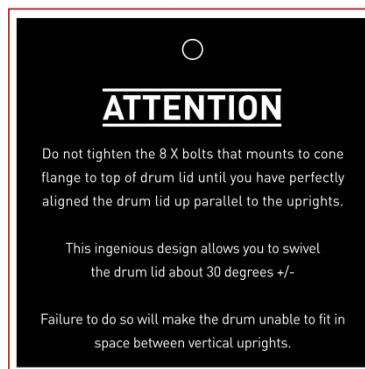 ATTENTION
Do not tighten the 8 X bolts that mounts to cone
flange to top of drum lid until you have perfectly
aligned the drum lid up parallel to the uprights.
This ingenious design allows you to swivel
the drum lid about 30 degrees +/-
Failure to do so will make the drum unable to fit in
space between vertical uprights.